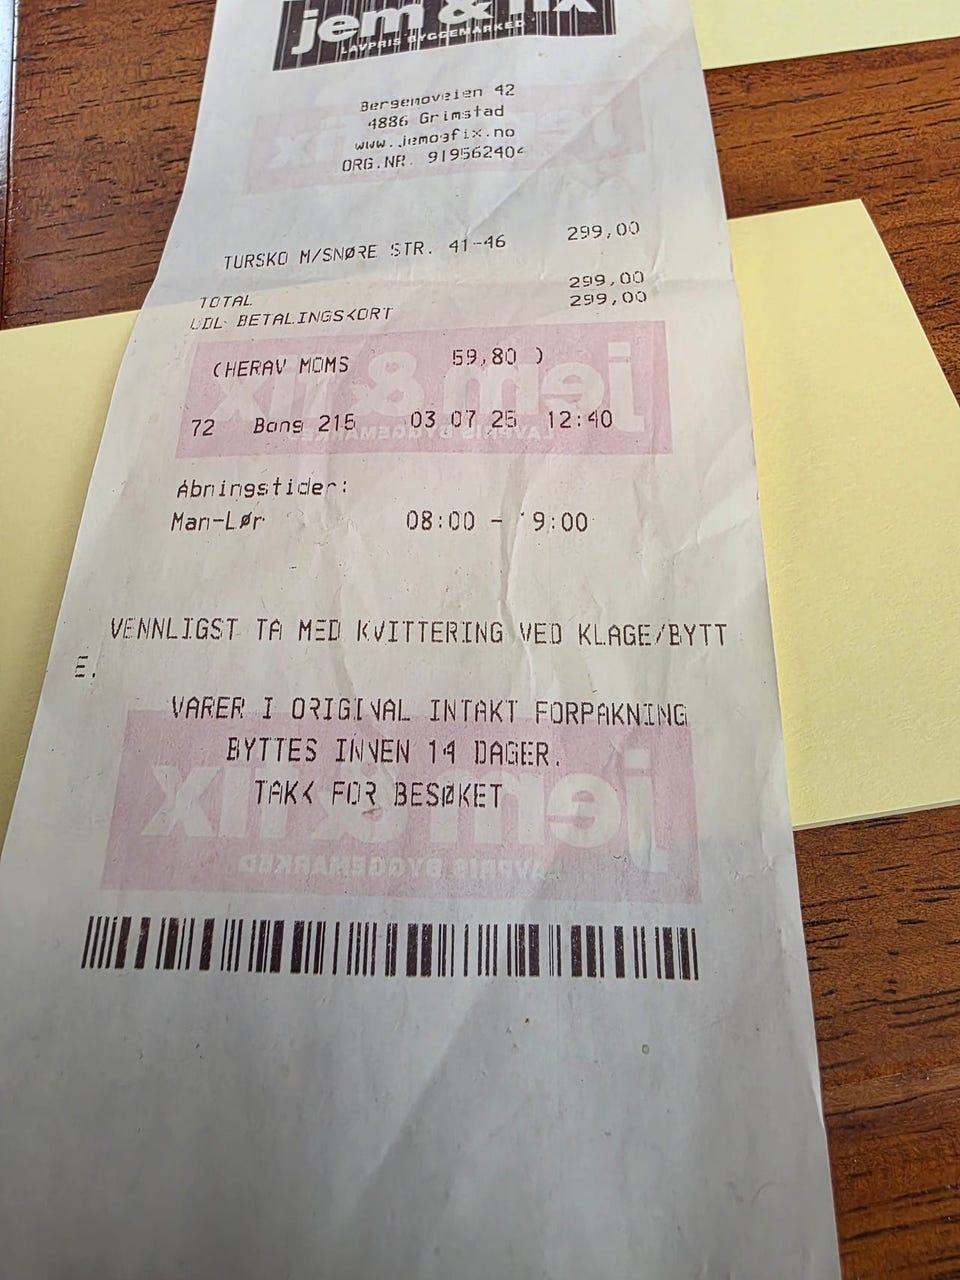 jem & fix
LAVPRIS BYGGEMARKED
Bergemoveien 42
4886 Grimstad
www.jemogfix.no
ORG.NR. 919562404
TURSKO M/SNØRE STR. 41-46 299,00
TOTAL 299,00
UDL BETALINGSKORT 299,00
(HERAV MOMS 59,80 )
72 Bong 215 03 07 25 12:40
Åbningstider:
Man-Lør 08:00 - 19:00
VENNLIGST TA MED KVITTERING VED KLAGE/BYTT
E.
VARER I ORIGINAL INTAKT FORPAKNING
BYTTES INNEN 14 DAGER.
TAKK FOR BESØKET